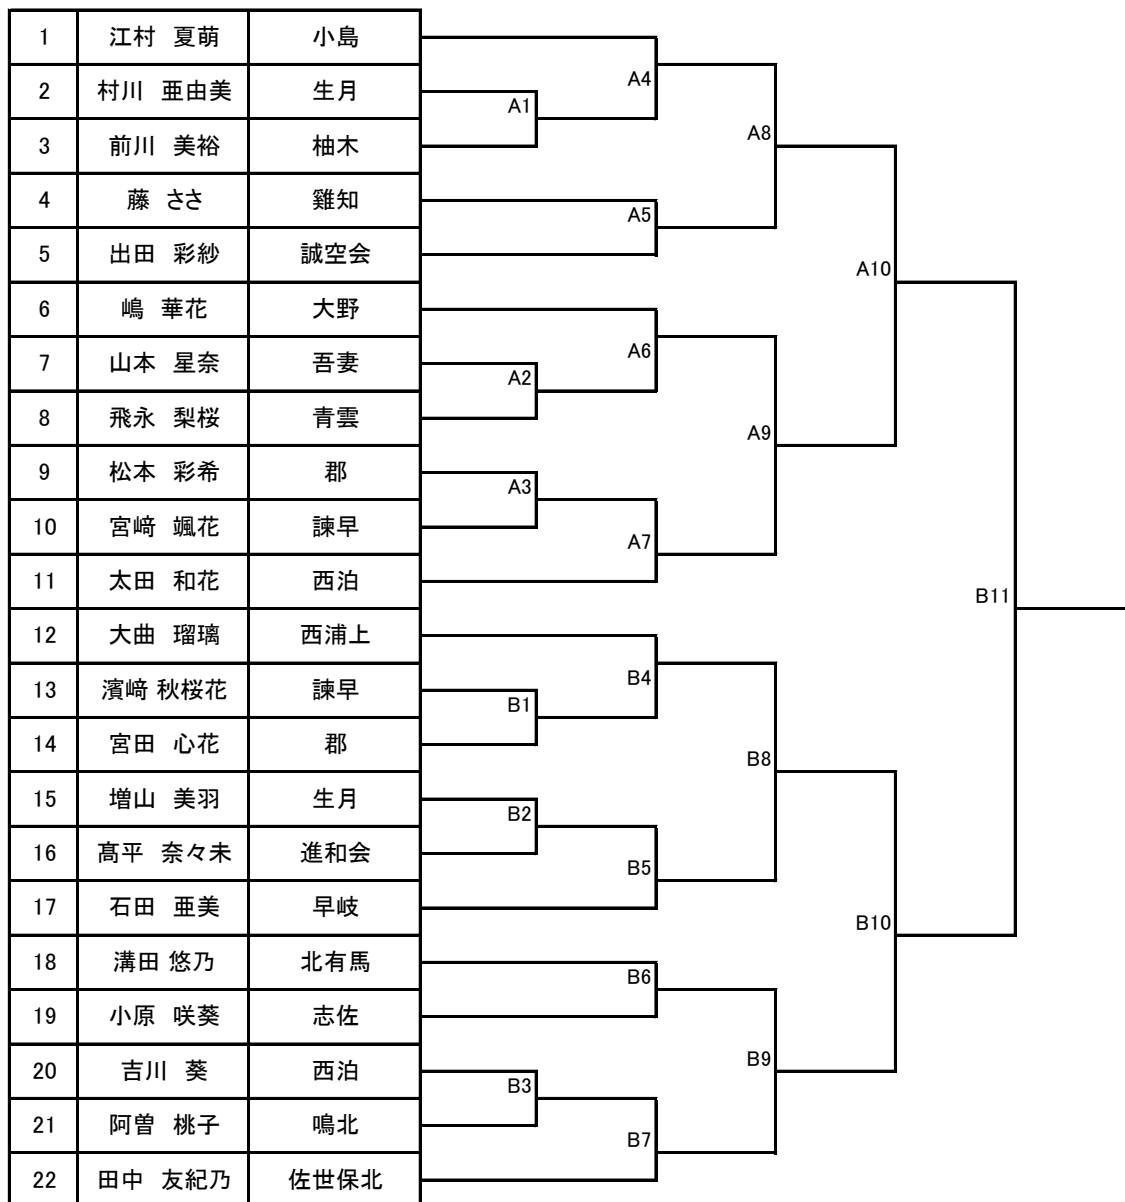 1 江村 夏萌 小島
A4
2 村川 亜由美 生月
A1
A8
3 前川 美裕 柚木
4 藤 ささ 雞知
A5
5 出田 彩紗 誠空会
A10
6 嶋 華花 大野
A6
7 山本 星奈 吾妻
A2
8 飛永 梨桜 青雲
A9
9 松本 彩希 郡
A3
10 宮﨑 颯花 諫早
A7
11 太田 和花 西泊
B11
12 大曲 瑠璃 西浦上
B4
13 濱﨑 秋桜花 諫早
B1
14 宮田 心花 郡
B8
15 増山 美羽 生月
B2
16 髙平 奈々未 進和会
B5
17 石田 亜美 早岐
B10
18 溝田 悠乃 北有馬
B6
19 小原 咲葵 志佐
B9
20 吉川 葵 西泊
B3
21 阿曽 桃子 鳴北
B7
22 田中 友紀乃 佐世保北